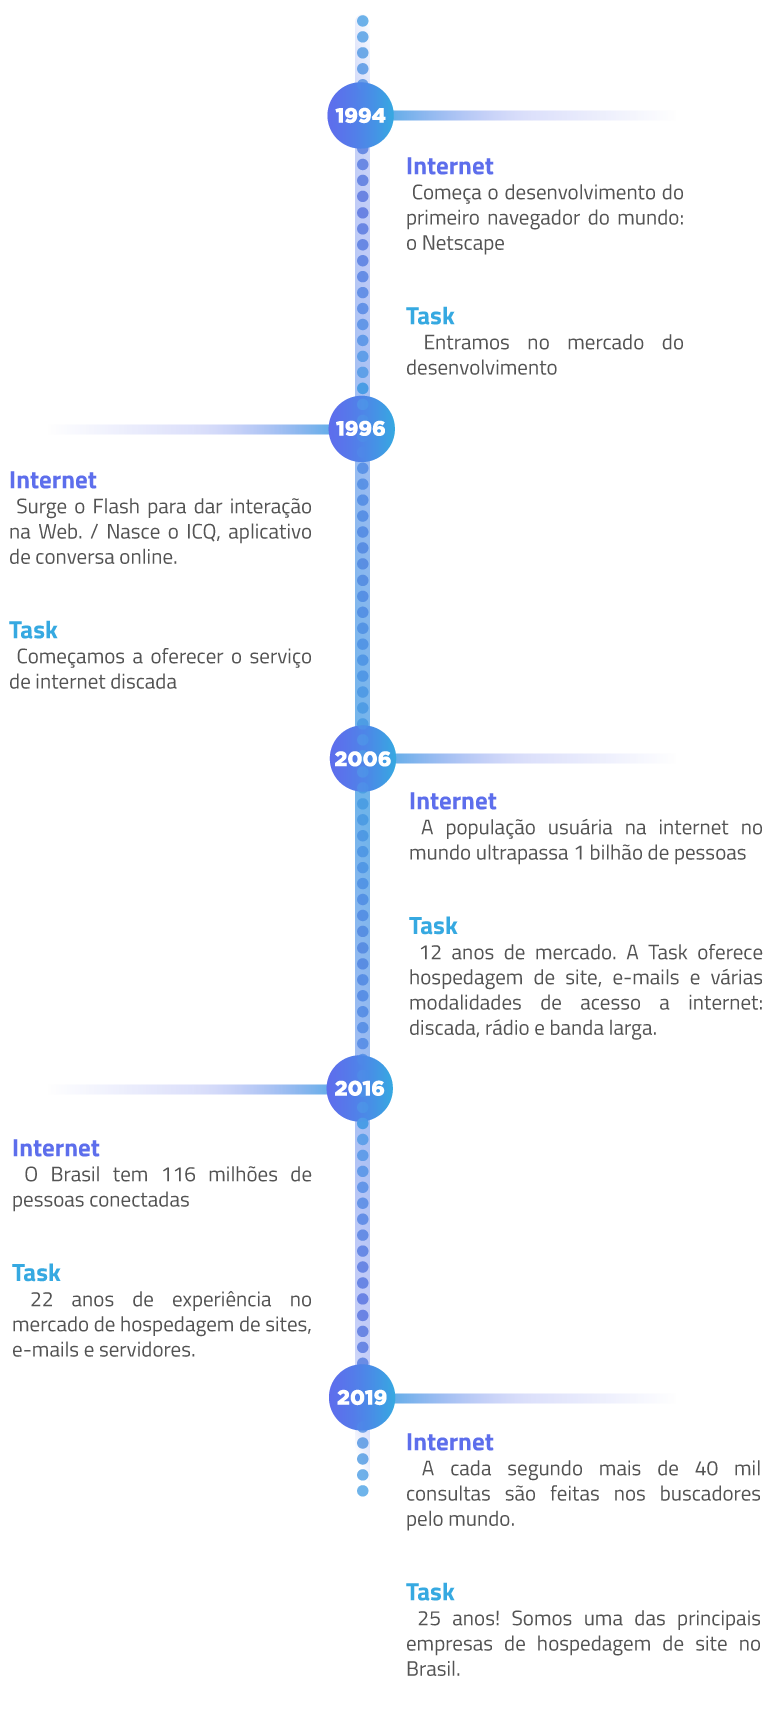 1994
Internet
Começa o desenvolvimento do
primeiro navegador do mundo:
o Netscape
Task
Entramos no mercado do
desenvolvimento
1996
Internet
Surge o Flash para dar interação
na Web. / Nasce o ICQ, aplicativo
de conversa online.
Task
Começamos a oferecer o serviço
de internet discada
2006
Internet
A população usuária na internet no
mundo ultrapassa 1 bilhão de pessoas
Task
12 anos de mercado. A Task oferece
hospedagem de site, e-mails e várias
modalidades de acesso a internet:
discada, rádio e banda larga.
2016
Internet
O Brasil tem 116 milhões de
pessoas conectadas
Task
22 anos de experiência no
mercado de hospedagem de sites,
e-mails e servidores.
2019
Internet
A cada segundo mais de 40 mil
consultas são feitas nos buscadores
pelo mundo.
Task
25 anos! Somos uma das principais
empresas de hospedagem de site no
Brasil.